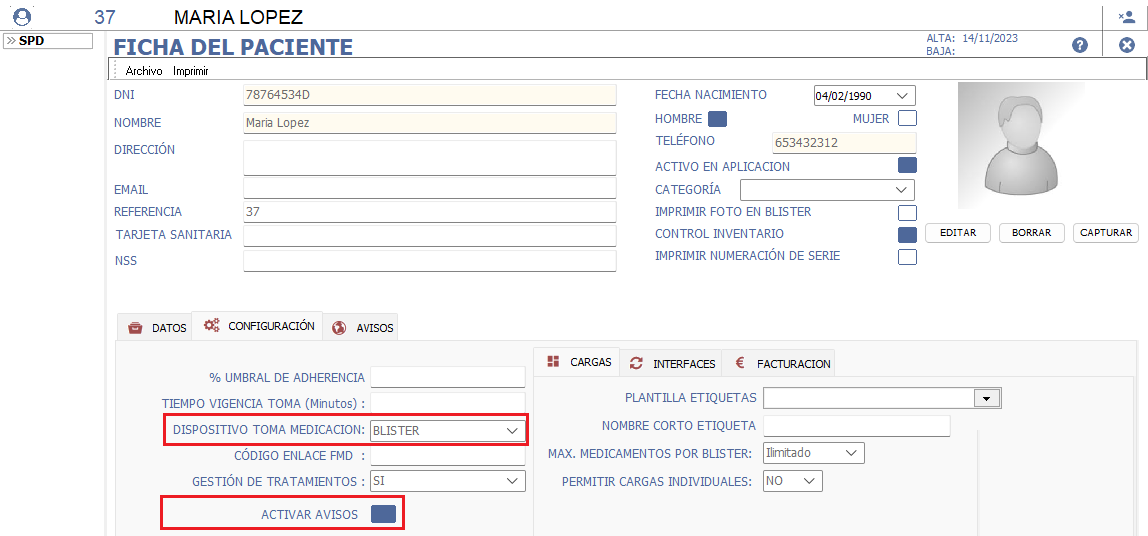 37 MARIA LOPEZ
» SPD
FICHA DEL PACIENTE
ALTA: 14/11/2023
BAJA:
?
Archivo Imprimir
DNI 78764534D
NOMBRE Maria Lopez
DIRECCIÓN
EMAIL
REFERENCIA 37
TARJETA SANITARIA
NSS
FECHA NACIMIENTO 04/02/1990
HOMBRE MUJER
TELÉFONO 653432312
ACTIVO EN APLICACION
CATEGORÍA
IMPRIMIR FOTO EN BLISTER
CONTROL INVENTARIO
IMPRIMIR NUMERACIÓN DE SERIE
EDITAR BORRAR CAPTURAR
DATOS CONFIGURACIÓN AVISOS
% UMBRAL DE ADHERENCIA
TIEMPO VIGENCIA TOMA (Minutos) :
DISPOSITIVO TOMA MEDICACION: BLISTER
CÓDIGO ENLACE FMD :
GESTIÓN DE TRATAMIENTOS : SI
ACTIVAR AVISOS
CARGAS INTERFACES € FACTURACION
PLANTILLA ETIQUETAS
NOMBRE CORTO ETIQUETA
MAX. MEDICAMENTOS POR BLISTER: Ilimitado
PERMITIR CARGAS INDIVIDUALES: NO